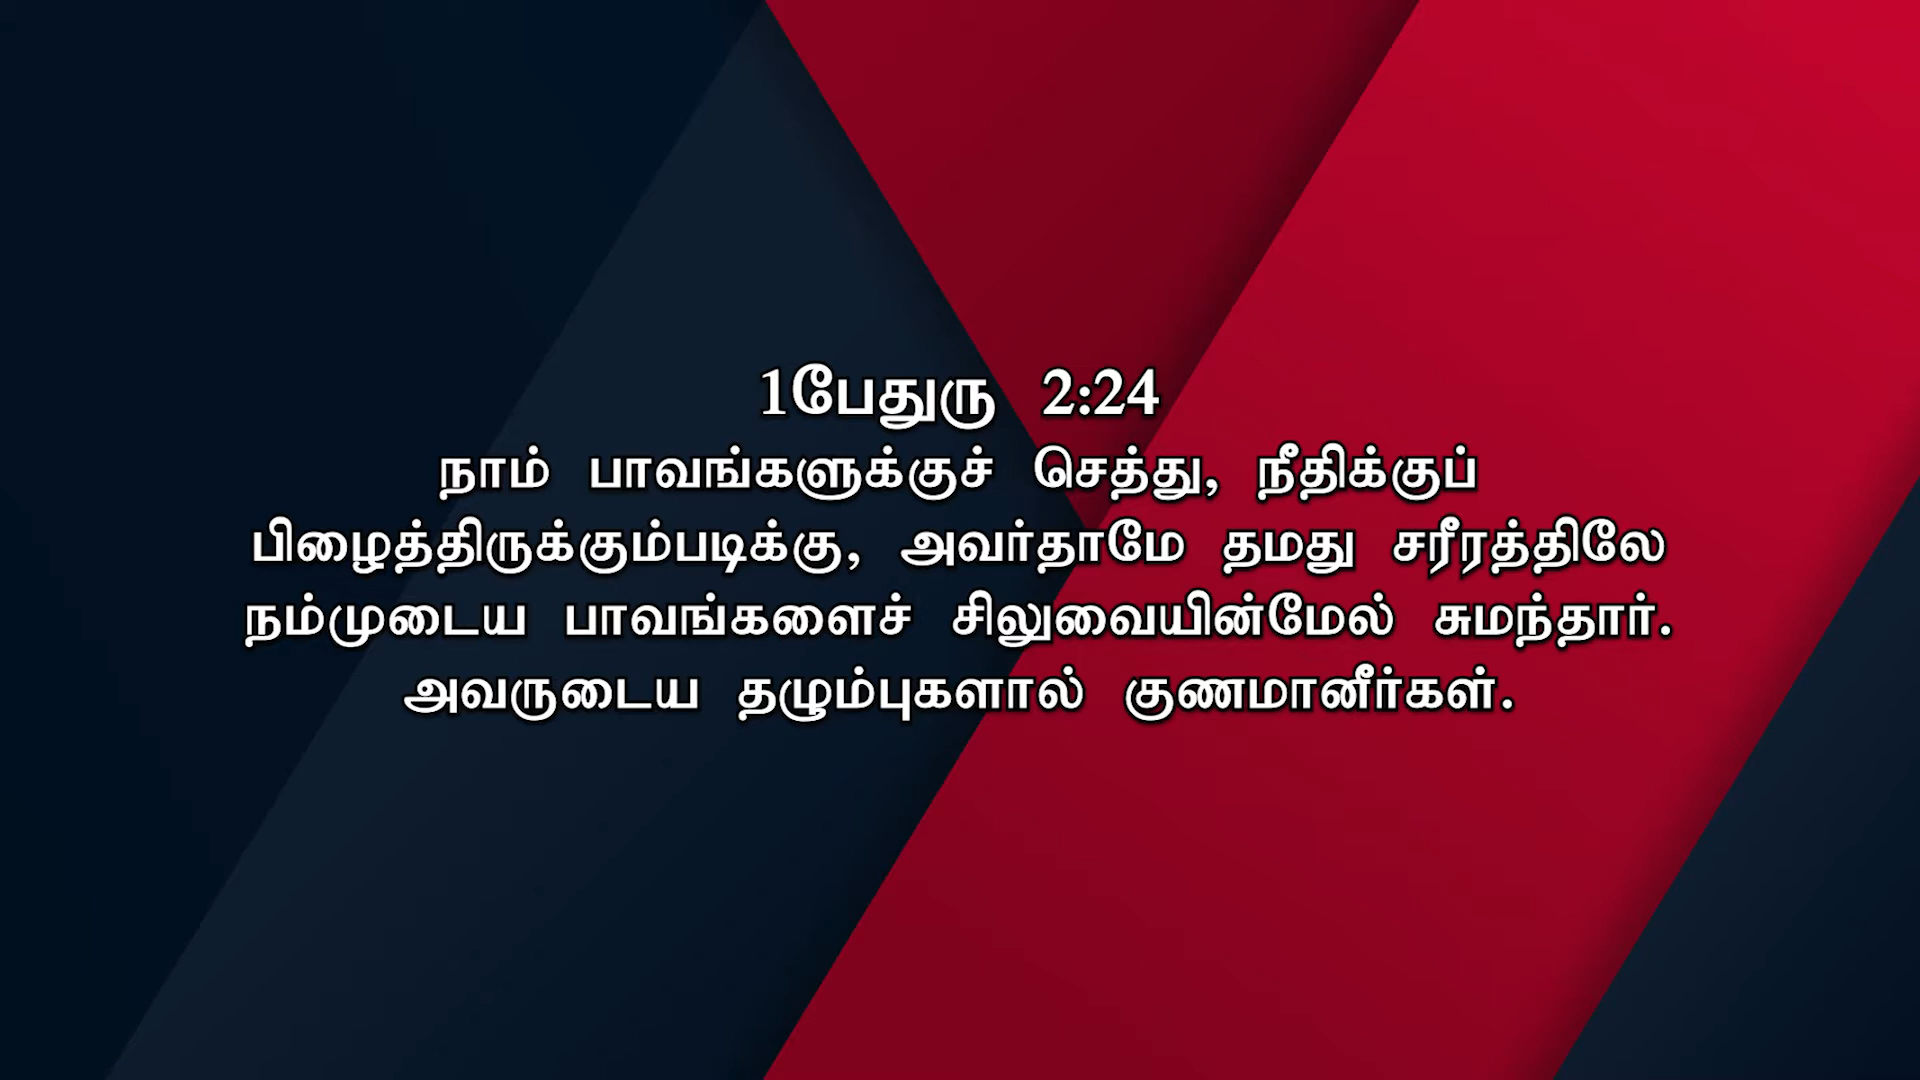 1பேதுரு 2:24
நாம் பாவங்களுக்குச் செத்து, நீதிக்குப்
பிழைத்திருக்கும்படிக்கு, அவர்தாமே தமது சரீரத்திலே
நம்முடைய பாவங்களைச் சிலுவையின்மேல் சுமந்தார்.
அவருடைய தழும்புகளால் குணமானீர்கள்.